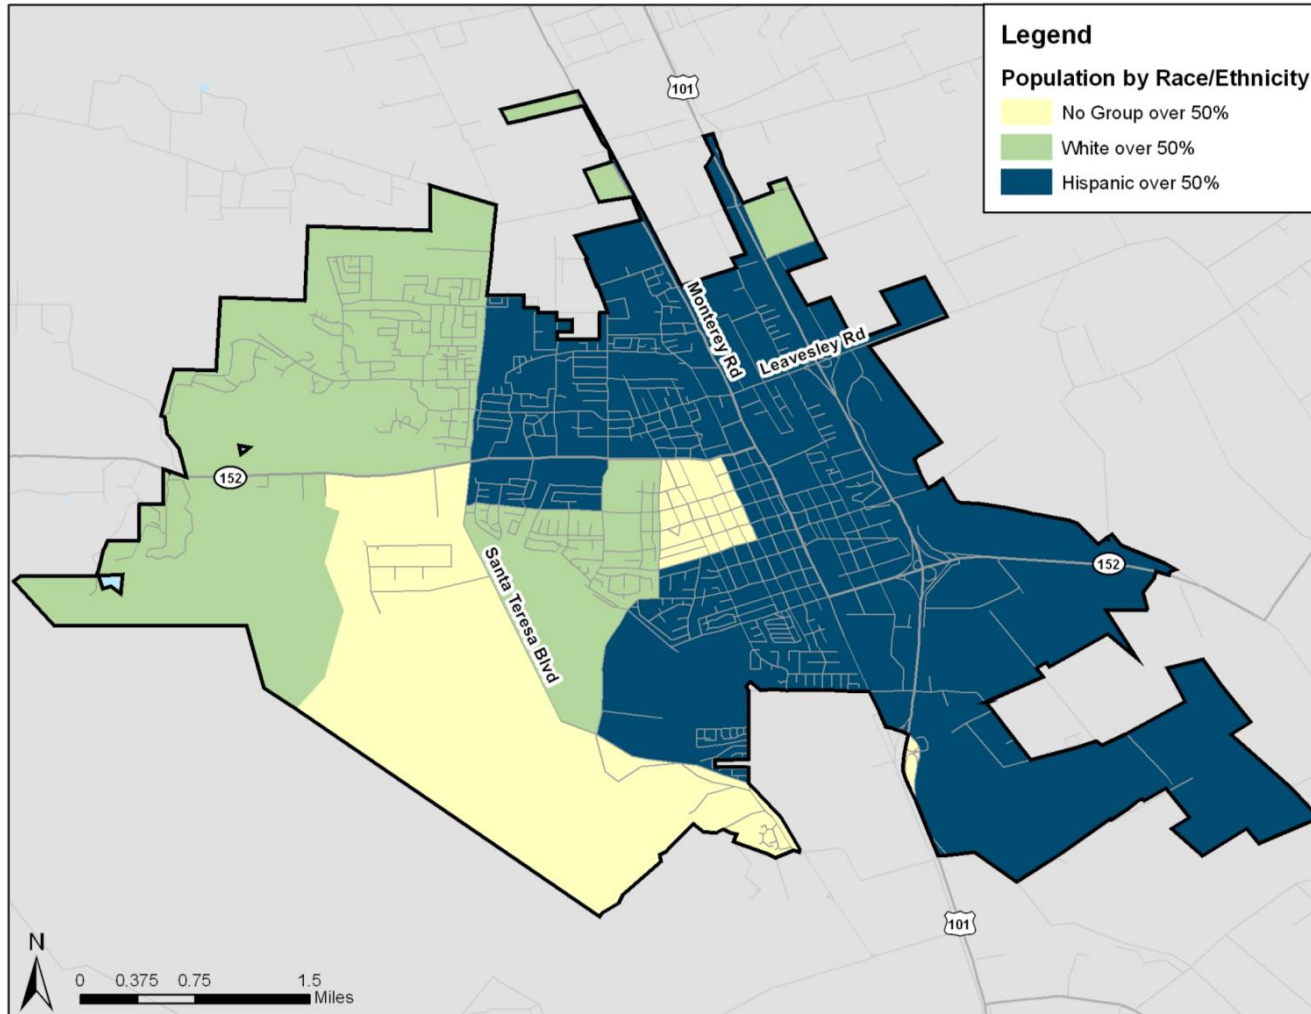 Legend
Population by Race/Ethnicity
No Group over 50%
White over 50%
Hispanic over 50%
101
Monterey Rd
Leavesley Rd
152
Santa Teresa Blvd
152
101
N
0 0.375 0.75 1.5
Miles